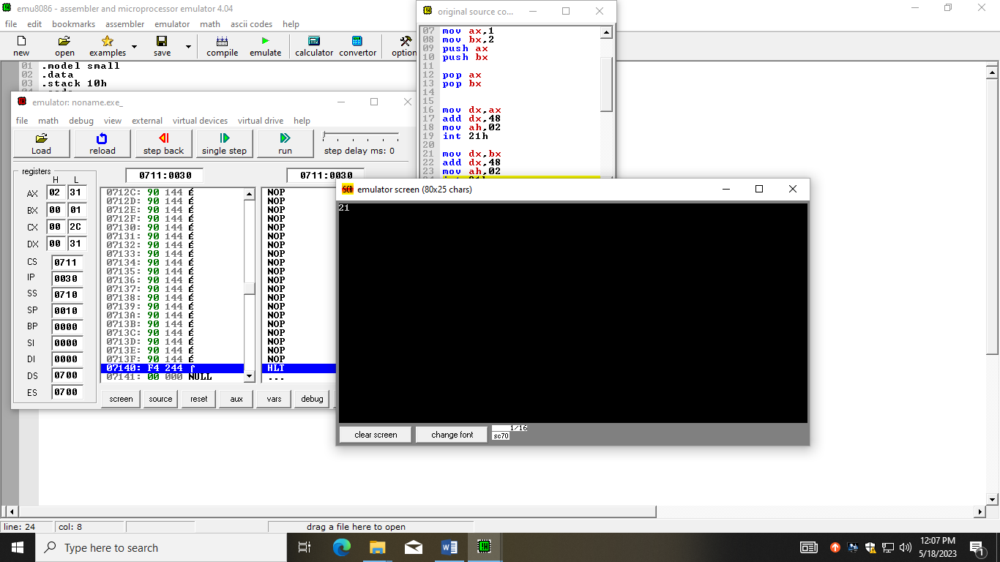 emu8086 - assembler and microprocessor emulator 4.04
file edit bookmarks assembler emulator math ascii codes help
new open examples save compile emulate calculator convertor option
01 .model small
02 .data
03 .stack 10h
original source co...
07 mov ax,1
08 mov bx,2
09 push ax
10 push bx
11
12 pop ax
13 pop bx
14
15
16 mov dx,ax
17 add dx,48
18 mov ah,02
19 int 21h
20
21 mov dx,bx
22 add dx,48
23 mov ah,02
emulator: noname.exe_
file math debug view external virtual devices virtual drive help
Load reload step back single step run step delay ms: 0
registers
H L
AX 02 31
BX 00 01
CX 00 2C
DX 00 31
CS 0711
IP 0030
SS 0710
SP 0010
BP 0000
SI 0000
DI 0000
DS 0700
ES 0700
0711:0030 0711:0030
0712C: 90 144 É NOP
0712D: 90 144 É NOP
0712E: 90 144 É NOP
0712F: 90 144 É NOP
07130: 90 144 É NOP
07131: 90 144 É NOP
07132: 90 144 É NOP
07133: 90 144 É NOP
07134: 90 144 É NOP
07135: 90 144 É NOP
07136: 90 144 É NOP
07137: 90 144 É NOP
07138: 90 144 É NOP
07139: 90 144 É NOP
0713A: 90 144 É NOP
0713B: 90 144 É NOP
0713C: 90 144 É NOP
0713D: 90 144 É NOP
0713E: 90 144 É NOP
0713F: 90 144 É NOP
07140: F4 244 ⌠ HLT
07141: 00 000 NULL ...
screen source reset aux vars debug
emulator screen (80x25 chars)
21
clear screen change font
1/16
sc70
line: 24 col: 8 drag a file here to open
Type here to search
12:07 PM
5/18/2023
1